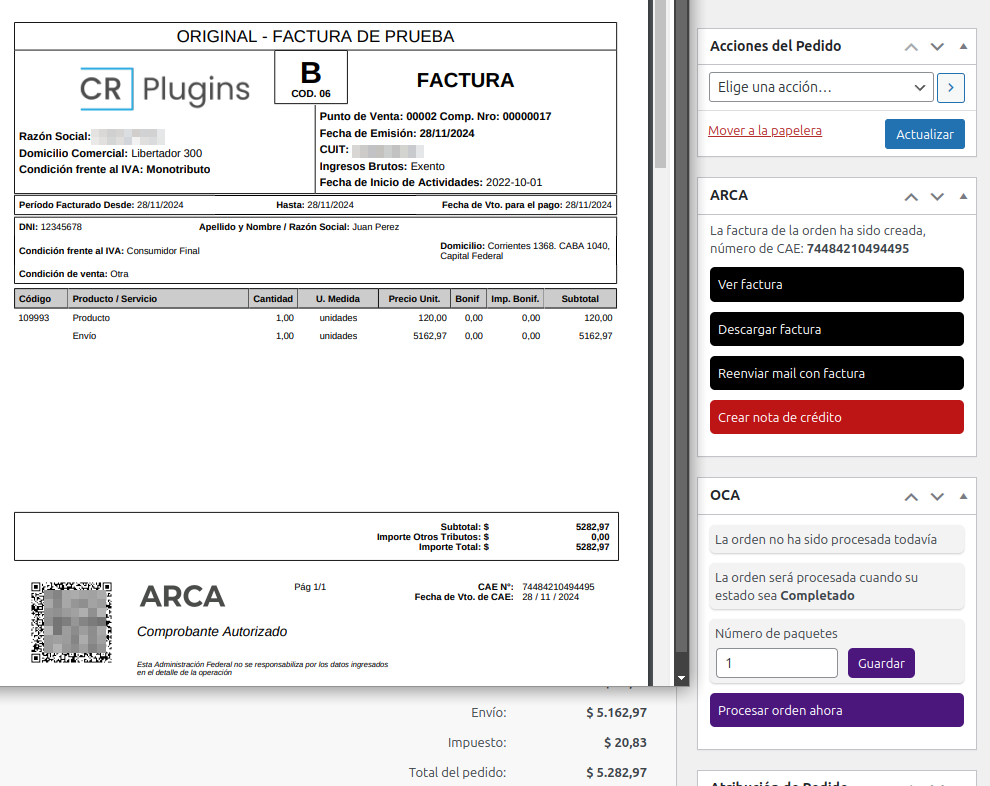 ORIGINAL - FACTURA DE PRUEBA
CR Plugins
B
COD. 06
FACTURA
Razón Social:
Domicilio Comercial: Libertador 300
Condición frente al IVA: Monotributo
Punto de Venta: 00002 Comp. Nro: 00000017
Fecha de Emisión: 28/11/2024
CUIT:
Ingresos Brutos: Exento
Fecha de Inicio de Actividades: 2022-10-01
Período Facturado Desde: 28/11/2024 Hasta: 28/11/2024 Fecha de Vto. para el pago: 28/11/2024
DNI: 12345678 Apellido y Nombre / Razón Social: Juan Perez
Condición frente al IVA: Consumidor Final
Domicilio: Corrientes 1368. CABA 1040,
Capital Federal
Condición de venta: Otra
Código Producto / Servicio Cantidad U. Medida Precio Unit. Bonif Imp. Bonif. Subtotal
109993 Producto 1,00 unidades 120,00 0,00 0,00 120,00
Envío 1,00 unidades 5162,97 0,00 0,00 5162,97
Subtotal: $ 5282,97
Importe Otros Tributos: $ 0,00
Importe Total: $ 5282,97
ARCA
Comprobante Autorizado
Pág 1/1
CAE N°: 74484210494495
Fecha de Vto. de CAE: 28 / 11 / 2024
Esta Administración Federal no se responsabiliza por los datos ingresados
en el detalle de la operación
Envío: $ 5.162,97
Impuesto: $ 20,83
Total del pedido: $ 5.282,97
Acciones del Pedido
Elige una acción...
Mover a la papelera
Actualizar
ARCA
La factura de la orden ha sido creada,
número de CAE: 74484210494495
Ver factura
Descargar factura
Reenviar mail con factura
Crear nota de crédito
OCA
La orden no ha sido procesada todavía
La orden será procesada cuando su
estado sea Completado
Número de paquetes
1
Guardar
Procesar orden ahora
Atribución de Pedido